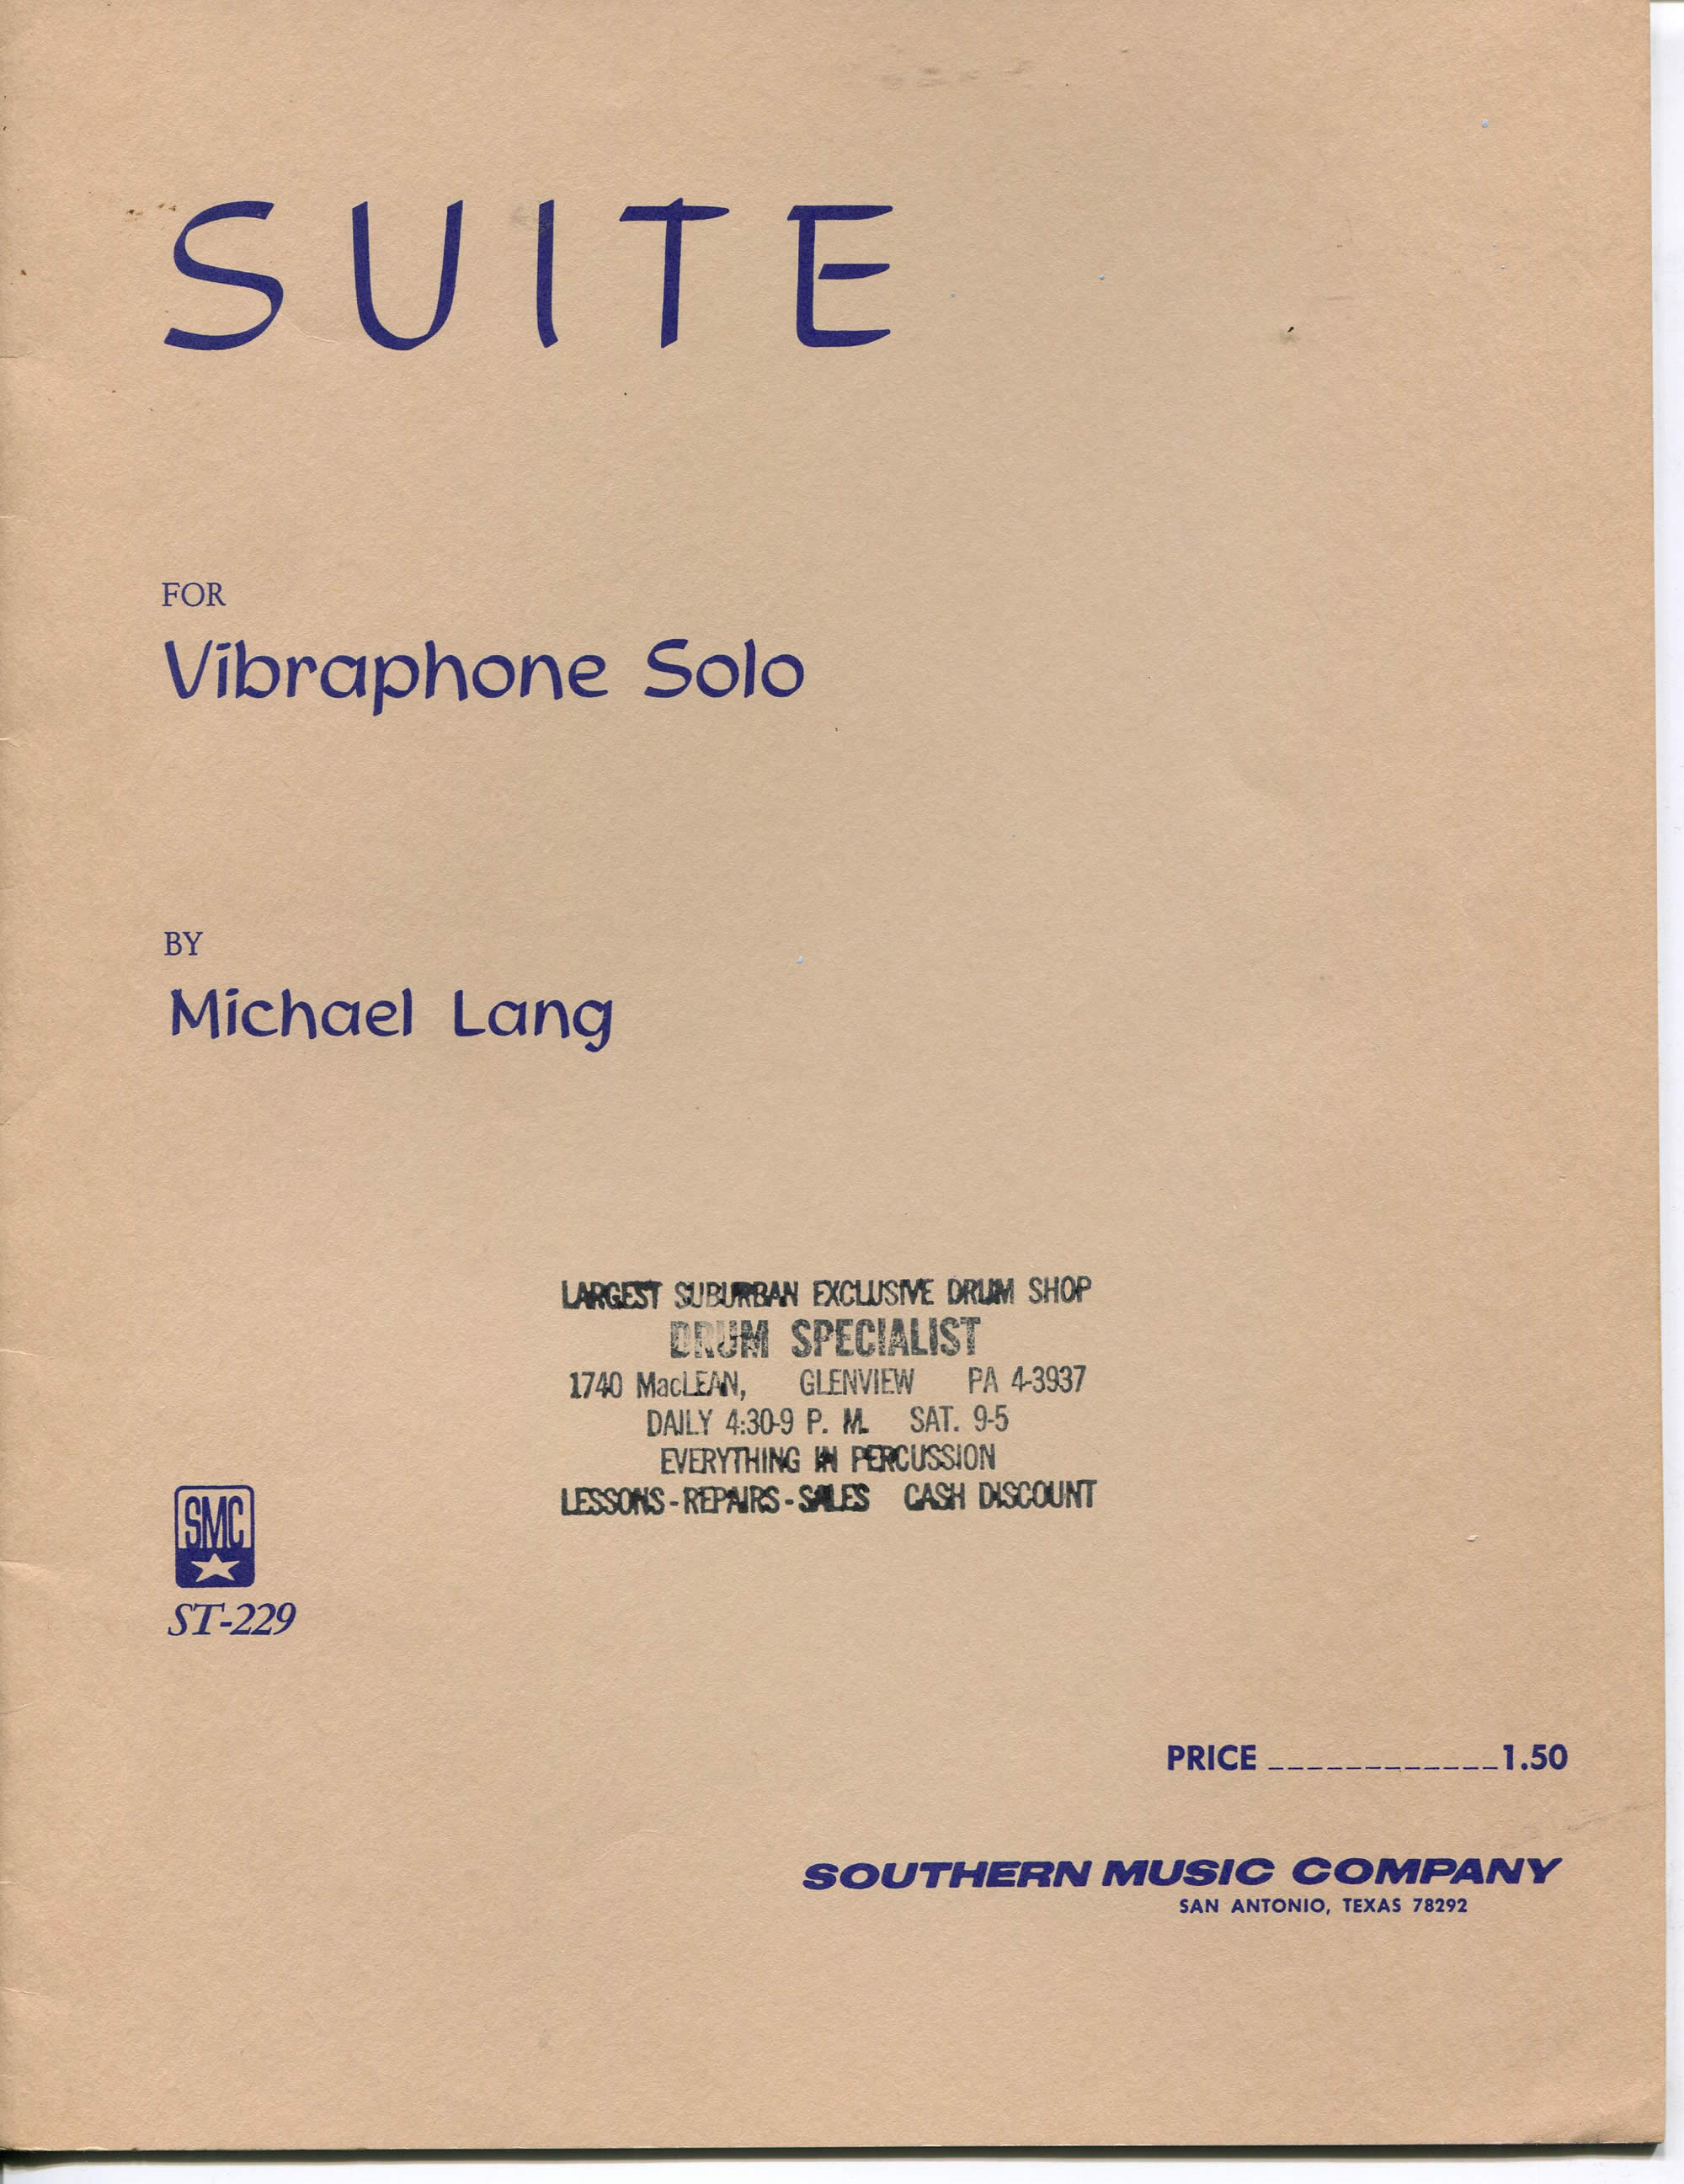 SUITE
FOR
Vibraphone Solo
BY
Michael Lang
LARGEST SUBURBAN EXCLUSIVE DRUM SHOP
DRUM SPECIALIST
1740 MacLEAN, GLENVIEW PA 4-3937
DAILY 4:30-9 P. M. SAT. 9-5
EVERYTHING IN PERCUSSION
LESSONS - REPAIRS - SALES CASH DISCOUNT
SMC
ST-229
PRICE ____________1.50
SOUTHERN MUSIC COMPANY
SAN ANTONIO, TEXAS 78292